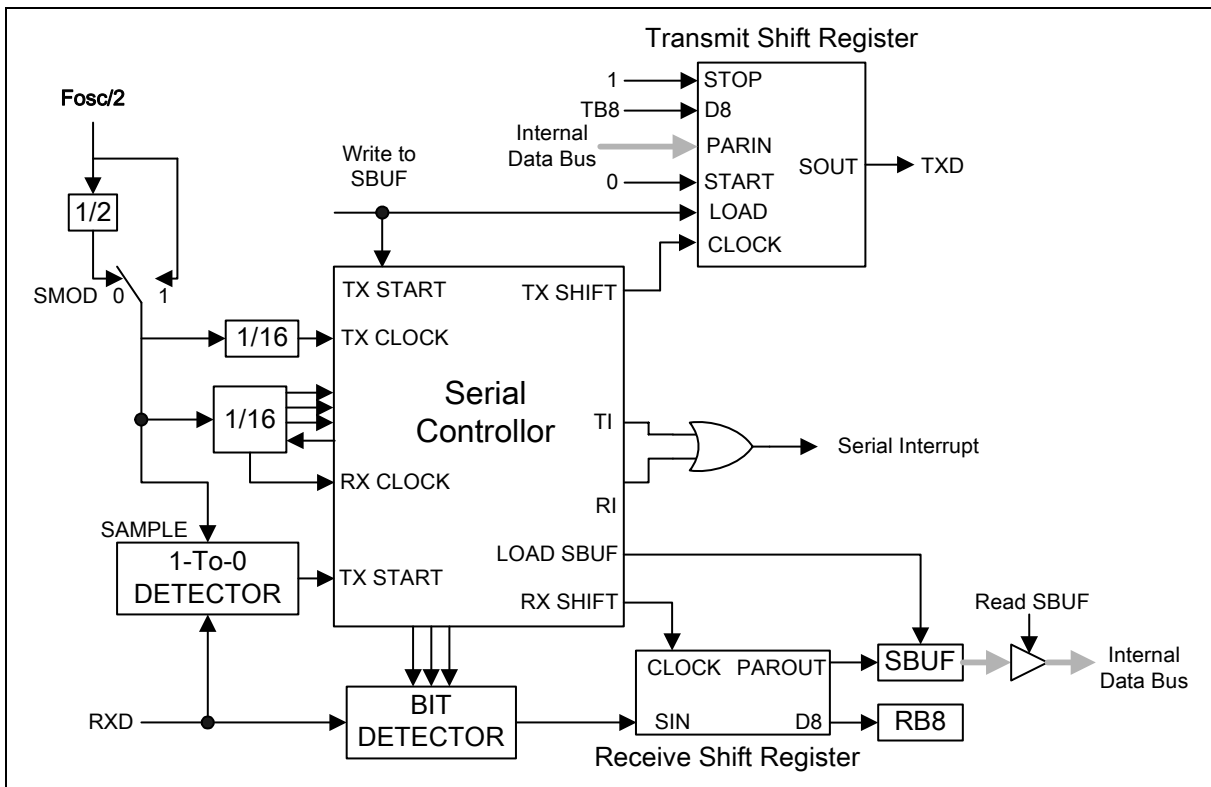 Transmit Shift Register
1
STOP
TB8
D8
Internal
Data Bus
PARIN
SOUT
TXD
0
START
LOAD
CLOCK
Fosc/2
1/2
SMOD 0 1
Write to
SBUF
TX START
TX SHIFT
1/16
TX CLOCK
1/16
Serial
Controllor
TI
Serial Interrupt
RX CLOCK
RI
SAMPLE
1-To-0
DETECTOR
TX START
LOAD SBUF
RX SHIFT
Read SBUF
CLOCK PAROUT
SBUF
Internal
Data Bus
RXD
BIT
DETECTOR
SIN
D8
RB8
Receive Shift Register